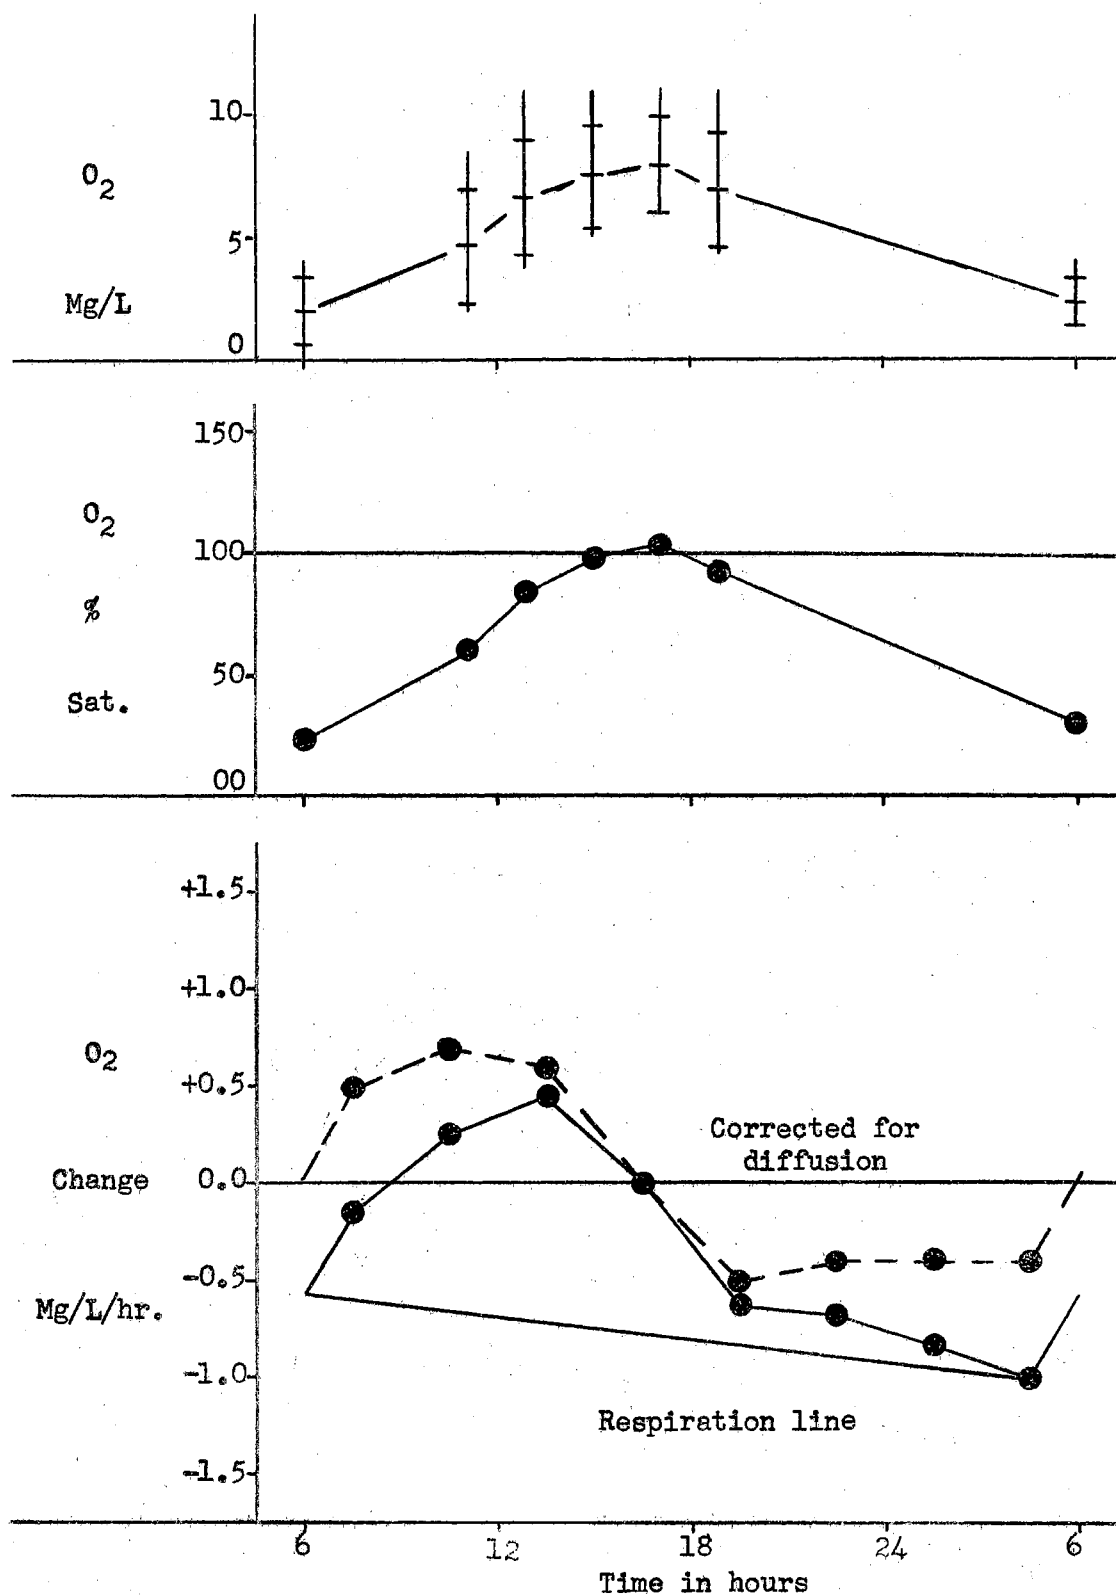 10
O2
5
Mg/L
0
150
O2
100
%
50
Sat.
00
+1.5
+1.0
O2
+0.5
Corrected for
diffusion
Change
0.0
-0.5
Mg/L/hr.
-1.0
Respiration line
-1.5
6 12 18 24 6
Time in hours